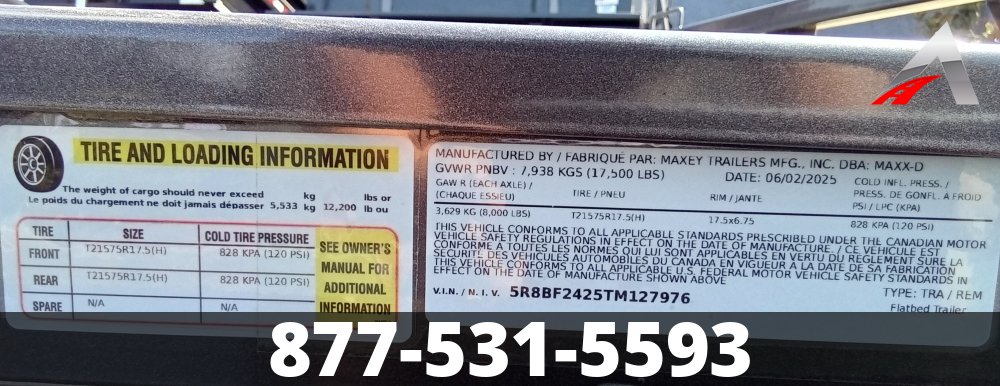 TIRE AND LOADING INFORMATION
The weight of cargo should never exceed kg lbs or
Le poids du chargement ne doit jamais dépasser 5,533 kg 12,200 lb ou
TIRE SIZE COLD TIRE PRESSURE
SEE OWNER'S MANUAL FOR ADDITIONAL INFORMATION
FRONT T21575R17.5(H) 828 KPA (120 PSI)
REAR T21575R17.5(H) 828 KPA (120 PSI)
SPARE N/A N/A
MANUFACTURED BY / FABRIQUE PAR: MAXEY TRAILERS MFG., INC. DBA: MAXX-D
GVWR PNBV : 7,938 KGS (17,500 LBS) DATE: 06/02/2025
GAWR (EACH AXLE) / TIRE / PNEU RIM / JANTE COLD INFL. PRESS. /
(CHAQUE ESSIEU) PRESS. DE GONFL. A FROID
PSI / LPC (KPA)
3,629 KG (8,000 LBS) T21575R17.5(H) 17.5x6.75 828 KPA (120 PSI)
THIS VEHICLE CONFORMS TO ALL APPLICABLE STANDARDS PRESCRIBED UNDER THE CANADIAN MOTOR
VEHICLE SAFETY REGULATIONS IN EFFECT ON THE DATE OF MANUFACTURE. / CE VEHICULE EST
CONFORME A TOUTES LES NORMES QUI LUI SONT APPLICABLES EN VERTU DU REGLEMENT SURE LA
SECURITE DES VEHICULES AUTOMOBILES DU CANADA EN VIGUEUR A LA DATE DE SA FABRICATION
THIS VEHICLE CONFORMS TO ALL APPLICABLE U.S. FEDERAL MOTOR VEHICLE SAFETY STANDARDS IN
EFFECT ON THE DATE OF MANUFACTURE SHOWN ABOVE
V.I.N. / N. I. V. 5R8BF2425TM127976 TYPE: TRA / REM
Flatbed Trailer
877-531-5593